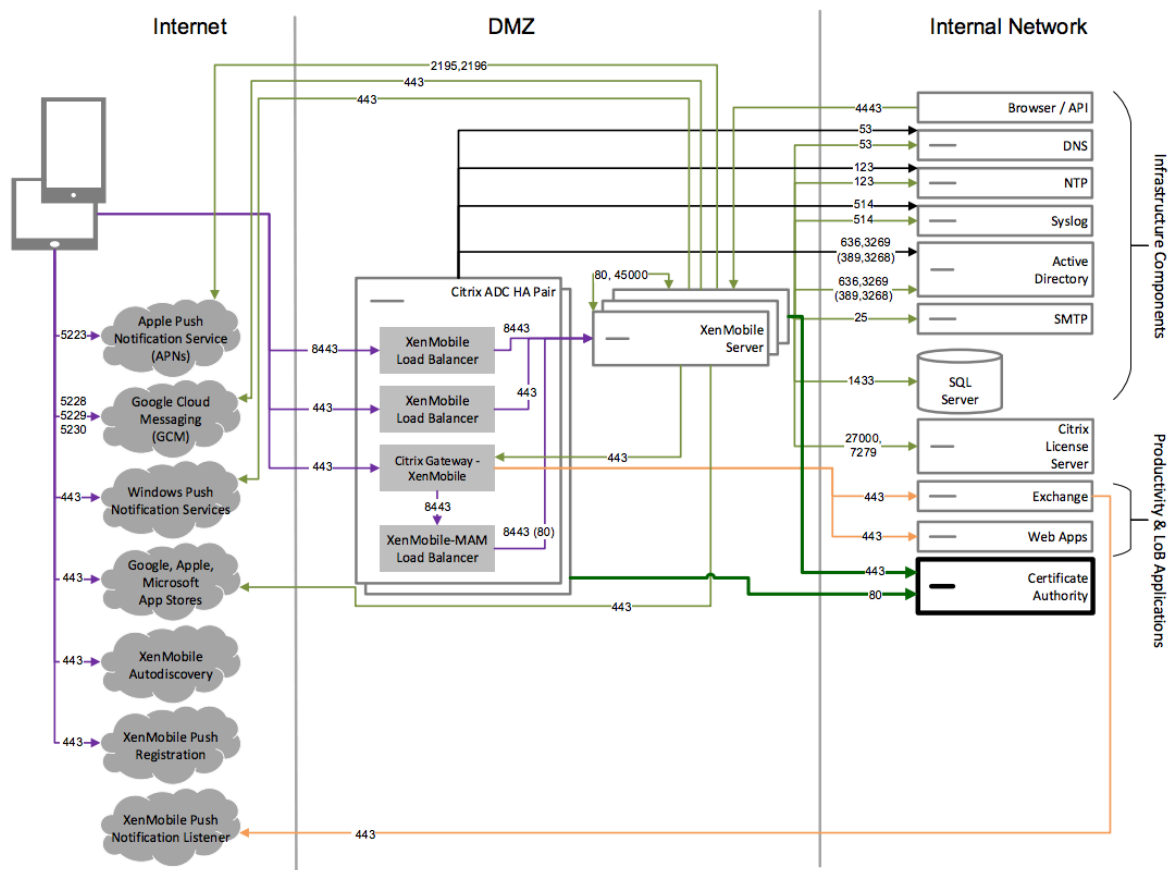 Internet
DMZ
Internal Network
2195,2196
443
443
4443
Browser / API
53
53
DNS
123
123
NTP
514
514
Syslog
636,3269
(389,3268)
636,3269
(389,3268)
Active
Directory
25
SMTP
1433
SQL
Server
27000,
7279
Citrix
License
Server
443
Exchange
443
Web Apps
443
80
Certificate
Authority
Infrastructure Components
Productivity & LoB Applications
80, 45000
Citrix ADC HA Pair
XenMobile
Server
8443
XenMobile
Load Balancer
8443
443
XenMobile
Load Balancer
443
443
Citrix Gateway -
XenMobile
443
8443
XenMobile-MAM
Load Balancer
8443 (80)
443
5223
Apple Push
Notification Service
(APNs)
5228
5229
5230
Google Cloud
Messaging
(GCM)
443
Windows Push
Notification Services
443
Google, Apple,
Microsoft
App Stores
443
XenMobile
Autodiscovery
443
XenMobile Push
Registration
XenMobile Push
Notification Listener
443